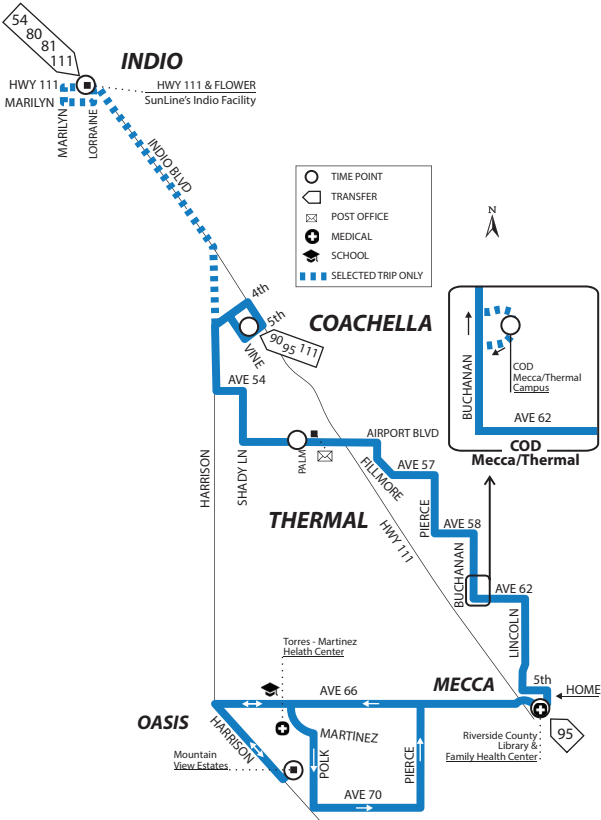 54
80
81
111
INDIO
HWY 111
HWY 111 & FLOWER
SunLine's Indio Facility
MARILYN
MARILYN
LORRAINE
INDIO BLVD
TIME POINT
TRANSFER
POST OFFICE
MEDICAL
SCHOOL
SELECTED TRIP ONLY
N
4th
5th
VINE
90
95
111
COACHELLA
BUCHANAN
COD
Mecca/Thermal
Campus
AVE 62
COD
Mecca/Thermal
AVE 54
HARRISON
SHADY LN
PALM
AIRPORT BLVD
FILLMORE
AVE 57
PIERCE
THERMAL
HWY 111
AVE 58
BUCHANAN
AVE 62
LINCOLN
5th
HOME
MECCA
Torres - Martinez
Helath Center
AVE 66
OASIS
HARRISON
MARTINEZ
POLK
PIERCE
Mountain
View Estates
AVE 70
Riverside County
Library &
Family Health Center
95